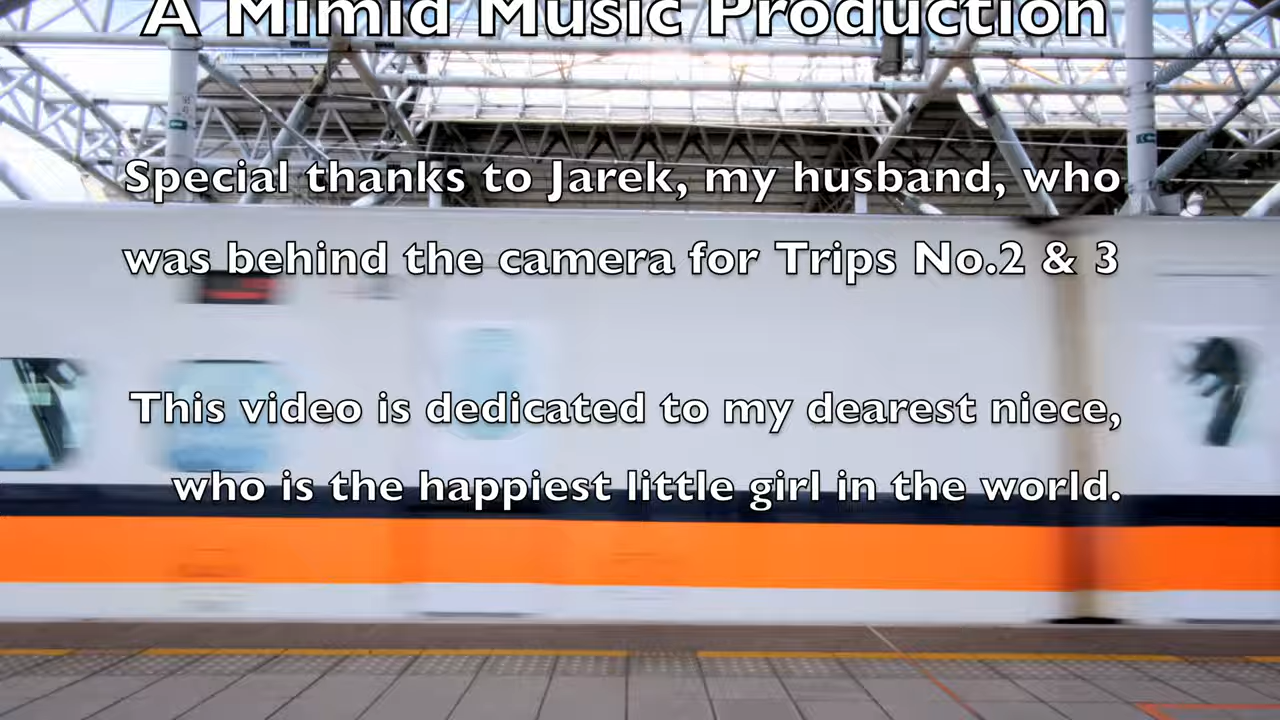 A Mimid Music Production
Special thanks to Jarek, my husband, who
was behind the camera for Trips No.2 & 3
This video is dedicated to my dearest niece,
who is the happiest little girl in the world.